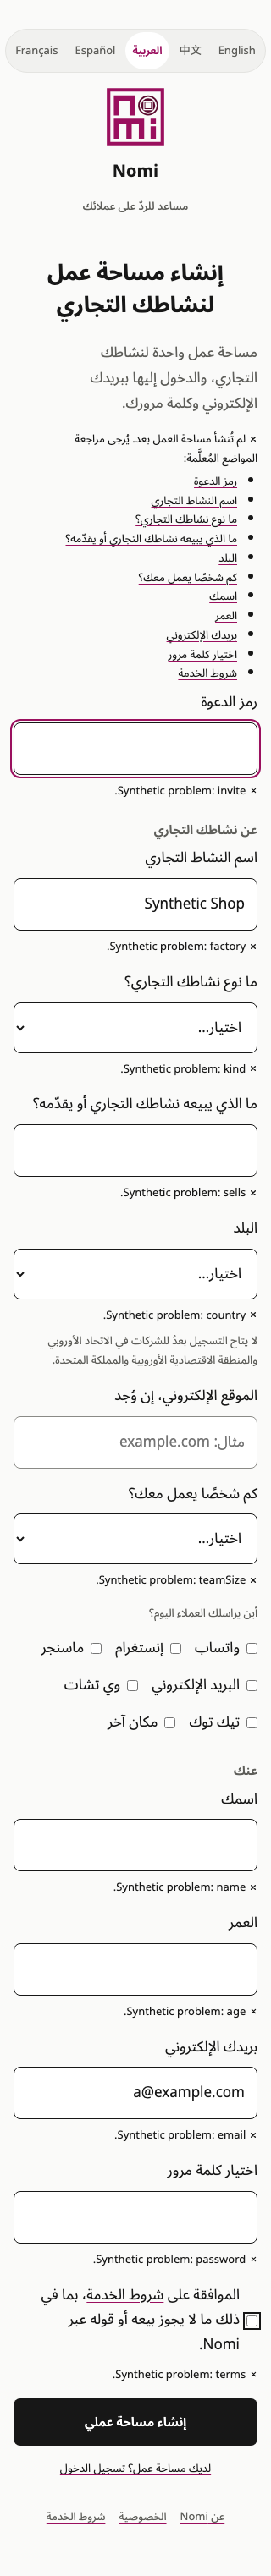 English 中文 العربية Español Français
nomi
Nomi
مساعد للردّ على عملائك
إنشاء مساحة عمل
لنشاطك التجاري
مساحة عمل واحدة لنشاطك
التجاري، والدخول إليها ببريدك
الإلكتروني وكلمة مرورك.
× لم تُنشأ مساحة العمل بعد. يُرجى مراجعة
المواضع المُعلَّمة:
رمز الدعوة
اسم النشاط التجاري
ما نوع نشاطك التجاري؟
ما الذي يبيعه نشاطك التجاري أو يقدّمه؟
البلد
كم شخصًا يعمل معك؟
اسمك
العمر
بريدك الإلكتروني
اختيار كلمة مرور
شروط الخدمة
رمز الدعوة
× Synthetic problem: invite.
عن نشاطك التجاري
اسم النشاط التجاري
Synthetic Shop
× Synthetic problem: factory.
ما نوع نشاطك التجاري؟
اختيار...
× Synthetic problem: kind.
ما الذي يبيعه نشاطك التجاري أو يقدّمه؟
× Synthetic problem: sells.
البلد
اختيار...
× Synthetic problem: country.
لا يتاح التسجيل بعدُ للشركات في الاتحاد الأوروبي
والمنطقة الاقتصادية الأوروبية والمملكة المتحدة.
الموقع الإلكتروني، إن وُجد
مثال: example.com
كم شخصًا يعمل معك؟
اختيار...
× Synthetic problem: teamSize.
أين يراسلك العملاء اليوم؟
واتساب إنستغرام ماسنجر
البريد الإلكتروني وي تشات
تيك توك مكان آخر
عنك
اسمك
× Synthetic problem: name.
العمر
× Synthetic problem: age.
بريدك الإلكتروني
a@example.com
× Synthetic problem: email.
اختيار كلمة مرور
× Synthetic problem: password.
الموافقة على شروط الخدمة، بما في
ذلك ما لا يجوز بيعه أو قوله عبر
Nomi.
× Synthetic problem: terms.
إنشاء مساحة عملي
لديك مساحة عمل؟ تسجيل الدخول
عن Nomi الخصوصية شروط الخدمة